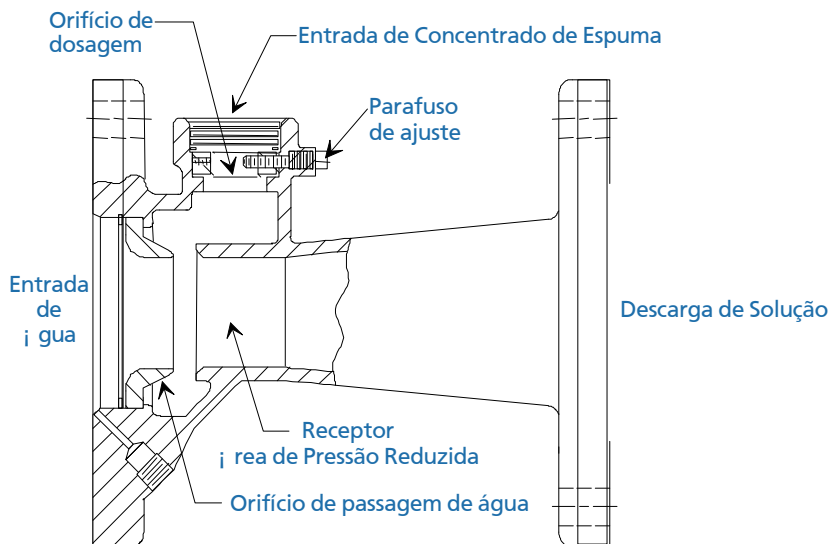 Orifício de
dosagem
Entrada de Concentrado de Espuma
Parafuso
de ajuste
Entrada
de
¡ gua
Descarga de Solução
Receptor
¡ rea de Pressão Reduzida
Orifício de passagem de água